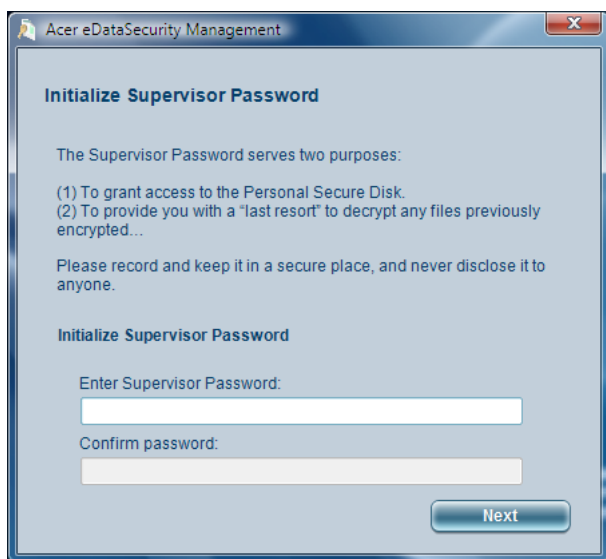 Acer eDataSecurity Management
Initialize Supervisor Password
The Supervisor Password serves two purposes:
(1) To grant access to the Personal Secure Disk.
(2) To provide you with a “last resort” to decrypt any files previously
encrypted...
Please record and keep it in a secure place, and never disclose it to
anyone.
Initialize Supervisor Password
Enter Supervisor Password:
Confirm password:
Next